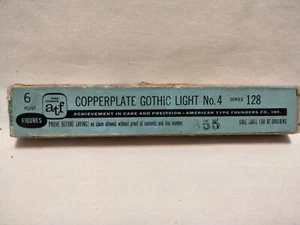 6 POINT
atf
COPPERPLATE GOTHIC LIGHT No. 4 SERIES 128
ACHIEVEMENT IN CARE AND PRECISION · AMERICAN TYPE FOUNDERS CO., INC.
FIGURES
PROVE BEFORE LAYING: no claim allowed without proof of contents and this number 355 SAVE LABEL FOR RE-ORDERING